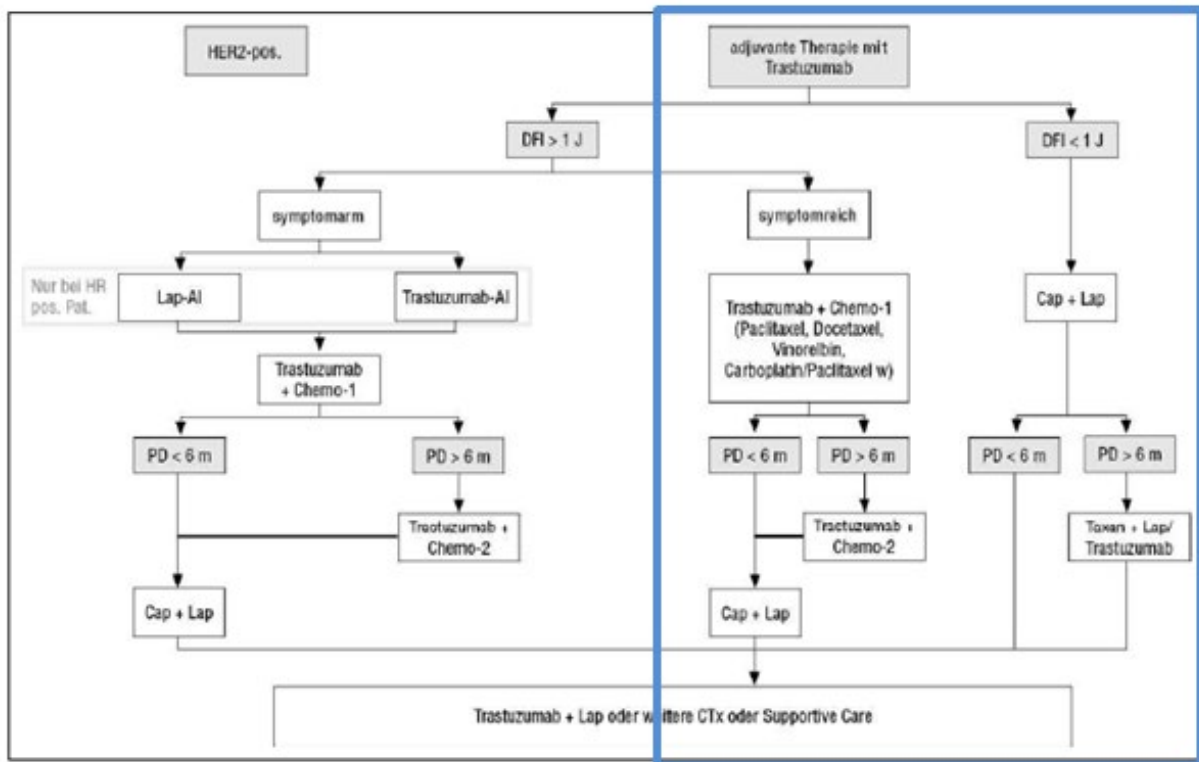 HER2-pos.
adjuvante Therapie mit
Trastuzumab
DFI > 1 J
DFI < 1 J
symptomarm
symptomreich
Nur bei HR
pos. Pat.
Lap-AI
Trastuzumab-AI
Trastuzumab + Chemo-1
(Paclitaxel, Docetaxel,
Vinorelbin,
Carboplatin/Paclitaxel w)
Cap + Lap
Trastuzumab
+ Chemo-1
PD < 6 m
PD > 6 m
PD < 6 m
PD > 6 m
PD < 6 m
PD > 6 m
Trastuzumab +
Chemo-2
Trastuzumab +
Chemo-2
Taxan + Lap/
Trastuzumab
Cap + Lap
Cap + Lap
Trastuzumab + Lap oder weitere CTx oder Supportive Care